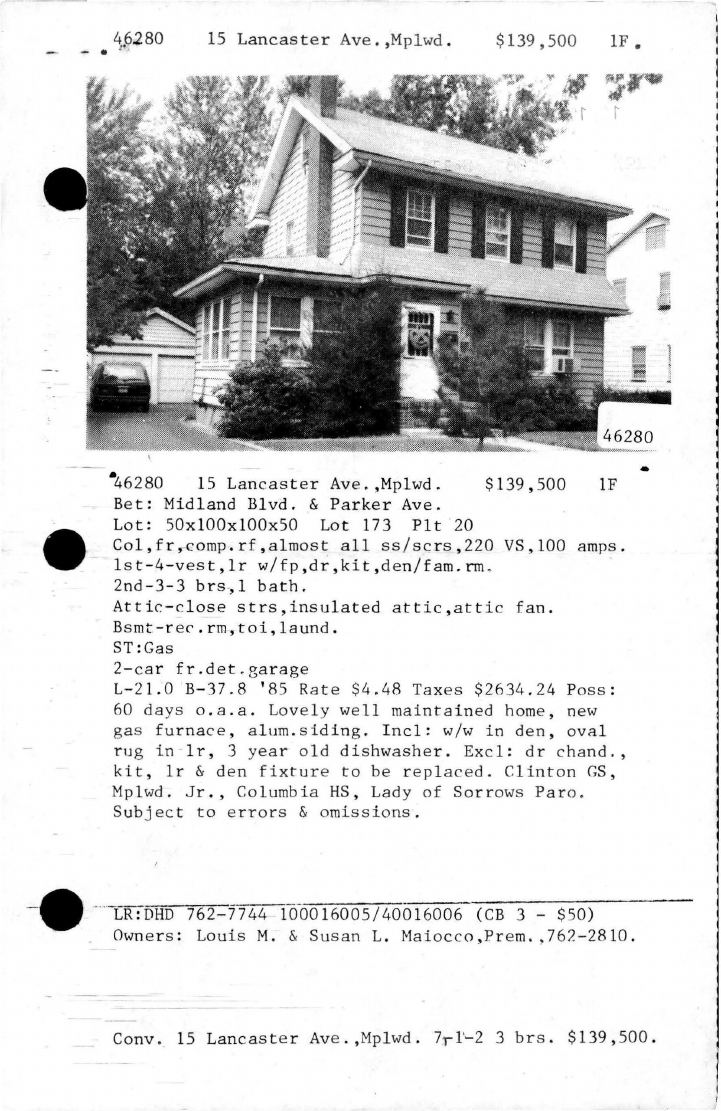 46280 15 Lancaster Ave.,Mplwd. $139,500 1F.
46280
46280 15 Lancaster Ave.,Mplwd. $139,500 1F
Bet: Midland Blvd. & Parker Ave.
Lot: 50x100x100x50 Lot 173 Plt 20
Col,fr,comp.rf,almost all ss/scrs,220 VS,100 amps.
1st-4-vest,lr w/fp,dr,kit,den/fam.rm.
2nd-3-3 brs,1 bath.
Attic-close strs,insulated attic,attic fan.
Bsmt-rec.rm,toi,laund.
ST:Gas
2-car fr.det.garage
L-21.0 B-37.8 '85 Rate $4.48 Taxes $2634.24 Poss:
60 days o.a.a. Lovely well maintained home, new
gas furnace, alum.siding. Incl: w/w in den, oval
rug in lr, 3 year old dishwasher. Excl: dr chand.,
kit, lr & den fixture to be replaced. Clinton GS,
Mplwd. Jr., Columbia HS, Lady of Sorrows Paro.
Subject to errors & omissions.
LR:DHD 762-7744 100016005/40016006 (CB 3 - $50)
Owners: Louis M. & Susan L. Maiocco,Prem.,762-2810.
Conv. 15 Lancaster Ave.,Mplwd. 7r1-2 3 brs. $139,500.